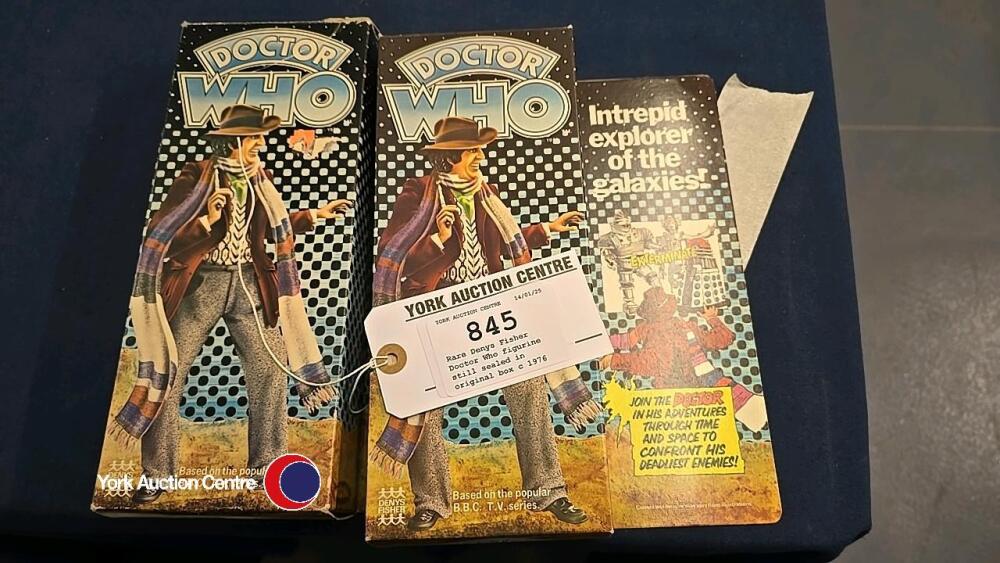 DOCTOR
WHO
Based on the popul
York Auction Centre
DOCTOR
WHO
YORK AUCTION CENTRE
YORK AUCTION CENTRE 14/01/25
845
Rare Denys Fisher
Doctor Who figurine
still sealed in
original box c 1976
DENYS
FISHER
Based on the popular
B.B.C. T.V. series
Intrepid
explorer
of the
galaxies!
EXTERMINATE
JOIN THE DOCTOR
IN HIS ADVENTURES
THROUGH TIME
AND SPACE TO
CONFRONT HIS
DEADLIEST ENEMIES!